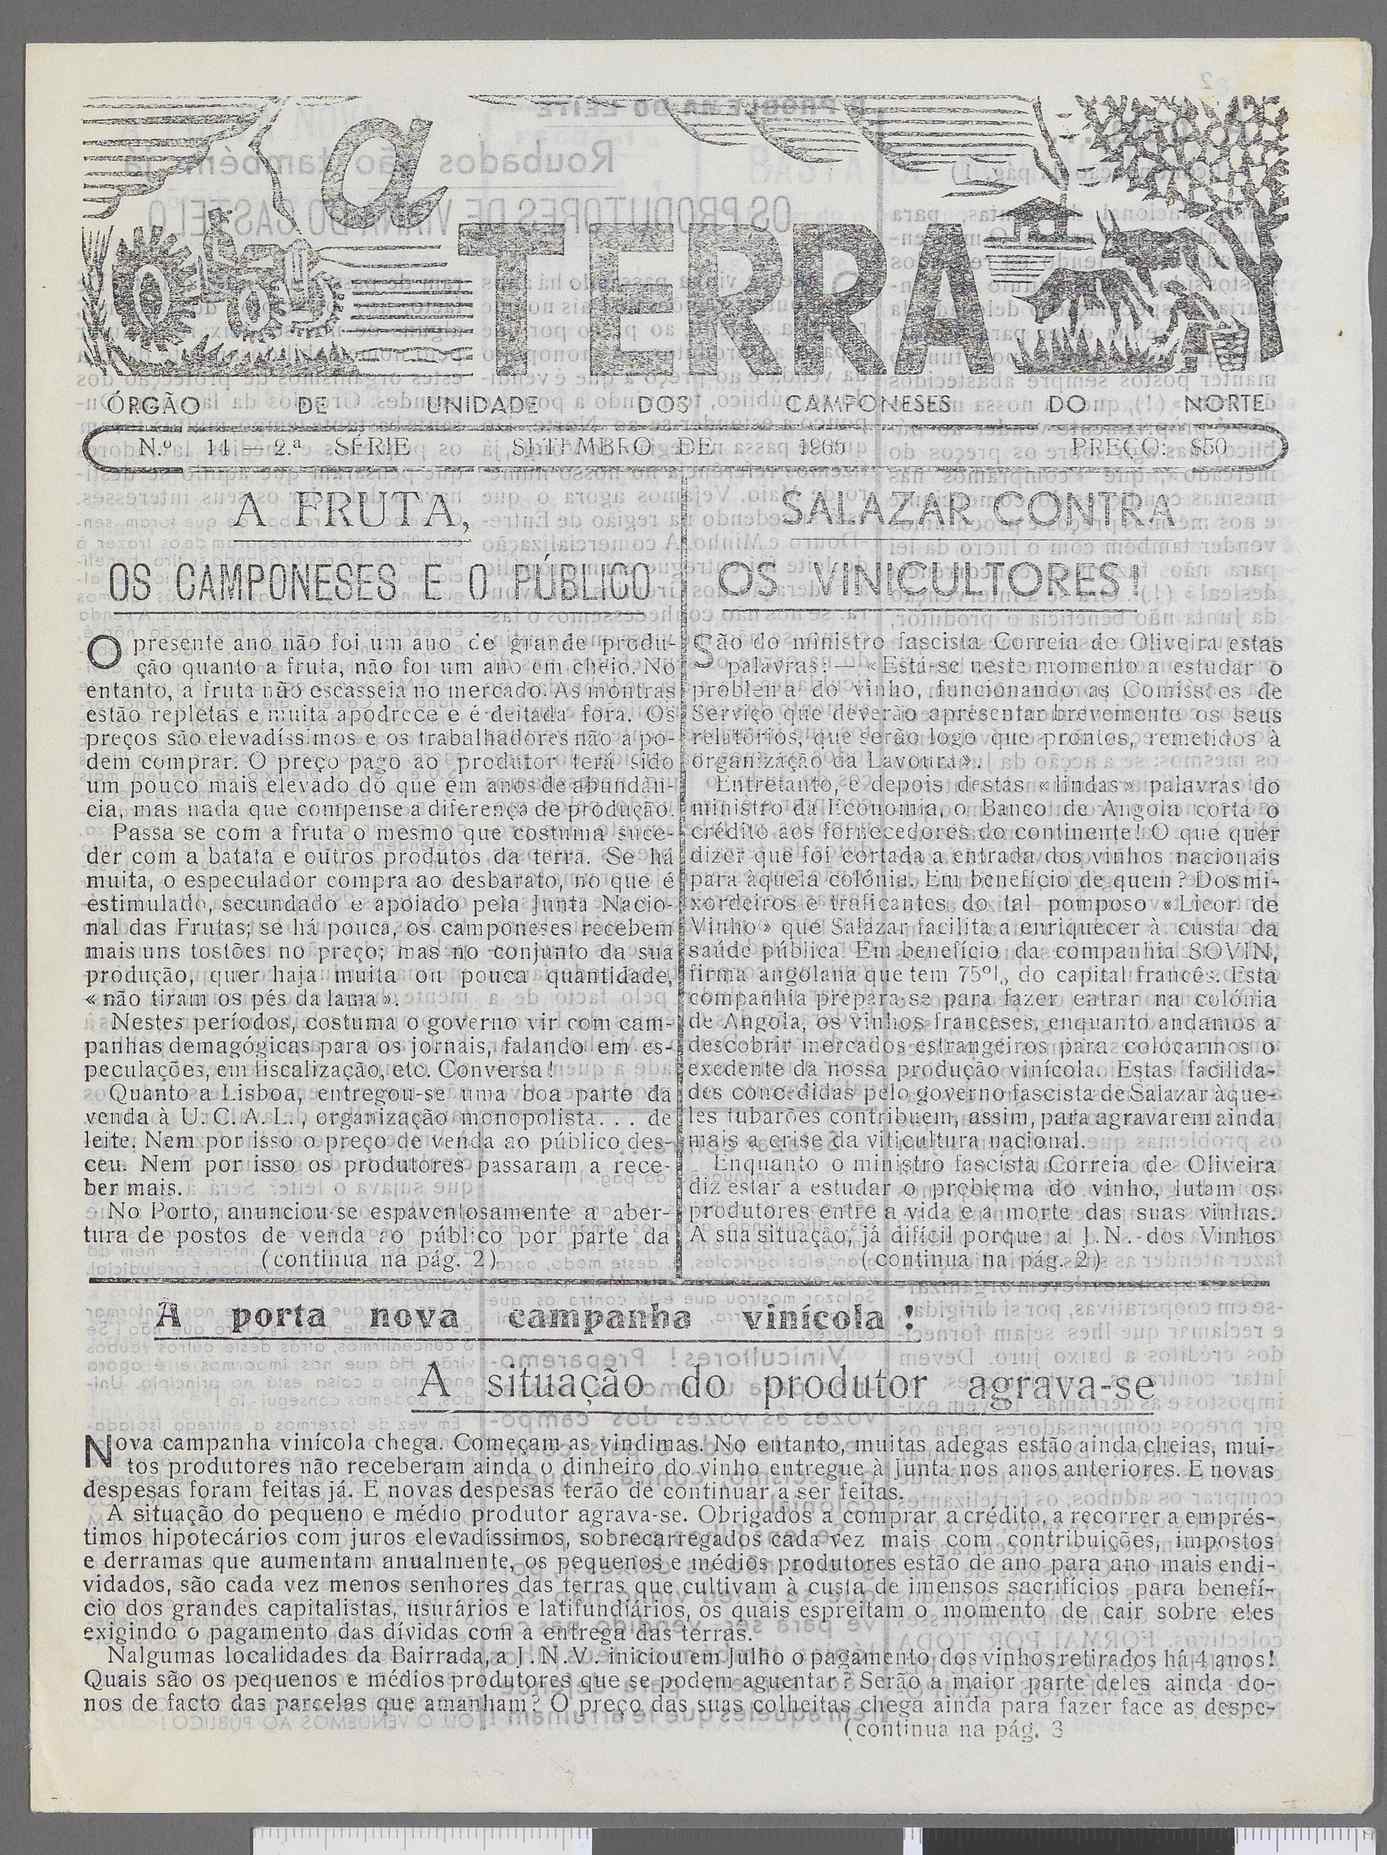 a
TERRA
ÓRGÃO DE UNIDADE DOS CAMPONESES DO NORTE
N.º 14 — 2.ª SÉRIE SETEMBRO DE 1965 PREÇO: $50
A FRUTA,
OS CAMPONESES E O PÚBLICO
O presente ano não foi um ano de grande produ-
ção quanto a fruta, não foi um ano em cheio. No
entanto, a fruta não escasseia no mercado. As montras
estão repletas e muita apodrece e é deitada fora. Os
preços são elevadíssimos e os trabalhadores não a po-
dem comprar. O preço pago ao produtor terá sido
um pouco mais elevado do que em anos de abundân-
cia, mas nada que compense a diferença de produção.
Passa se com a fruta o mesmo que costuma suce-
der com a batata e outros produtos da terra. Se há
muita, o especulador compra ao desbarato, no que é
estimulado, secundado e apoiado pela Junta Nacio-
nal das Frutas; se há pouca, os camponeses recebem
mais uns tostões no preço; mas no conjunto da sua
produção, quer haja muita ou pouca quantidade,
«não tiram os pés da lama».
Nestes períodos, costuma o governo vir com cam-
panhas demagógicas para os jornais, falando em es-
peculações, em fiscalização, etc. Conversa!
Quanto a Lisboa, entregou-se uma boa parte da
venda à U. C. A. L., organização monopolista... de
leite. Nem por isso o preço de venda ao público des-
ceu. Nem por isso os produtores passaram a rece-
ber mais.
No Porto, anunciou-se espaventosamente a aber-
tura de postos de venda ao público por parte da
(continua na pág. 2)
SALAZAR CONTRA
OS VINICULTORES!
São do ministro fascista Correia de Oliveira estas
palavras: — «Está-se neste momento a estudar o
problema do vinho, funcionando as Comissões de
Serviço que deverão apresentar brevemente os seus
relatórios, que serão logo que prontos, remetidos à
organização da Lavoura».
Entretanto, e depois destas «lindas» palavras do
ministro da Economia, o Banco de Angola corta o
crédito aos fornecedores do continente! O que quer
dizer que foi cortada a entrada dos vinhos nacionais
para àquela colónia. Em benefício de quem? Dos mi-
xordeiros e traficantes do tal pomposo «Licor de
Vinho» que Salazar facilita a enriquecer à custa da
saúde pública. Em benefício da companhia SOVIN,
firma angolana que tem 75%, do capital francês. Esta
companhia prepara-se para fazer entrar na colónia
de Angola, os vinhos franceses, enquanto andamos a
descobrir mercados estrangeiros para colocarmos o
exedente da nossa produção vinícola. Estas facilida-
des concedidas pelo governo fascista de Salazar àque-
les tubarões contribuem, assim, para agravarem ainda
mais a crise da viticultura nacional.
Enquanto o ministro fascista Correia de Oliveira
diz estar a estudar o problema do vinho, lutam os
produtores entre a vida e a morte das suas vinhas.
A sua situação, já difícil porque a J. N. dos Vinhos
(continua na pág. 2)
A porta nova campanha vinícola!
A situação do produtor agrava-se
Nova campanha vinícola chega. Começam as vindimas. No entanto, muitas adegas estão ainda cheias, mui-
tos produtores não receberam ainda o dinheiro do vinho entregue à Junta nos anos anteriores. E novas
despesas foram feitas já. E novas despesas terão de continuar a ser feitas.
A situação do pequeno e médio produtor agrava-se. Obrigados a comprar a crédito, a recorrer a emprés-
timos hipotecários com juros elevadíssimos, sobrecarregados cada vez mais com contribuições, impostos
e derramas que aumentam anualmente, os pequenos e médios produtores estão de ano para ano mais endi-
vidados, são cada vez menos senhores das terras que cultivam à custa de imensos sacrifícios para benefí-
cio dos grandes capitalistas, usurários e latifundiários, os quais espreitam o momento de cair sobre eles
exigindo o pagamento das dívidas com a entrega das terras.
Nalgumas localidades da Bairrada, a J. N. V. iniciou em Julho o pagamento dos vinhos retirados há 4 anos!
Quais são os pequenos e médios produtores que se podem aguentar? Serão a maior parte deles ainda do-
nos de facto das parcelas que amanham? O preço das suas colheitas chega ainda para fazer face as despe-
(continua na pág. 3